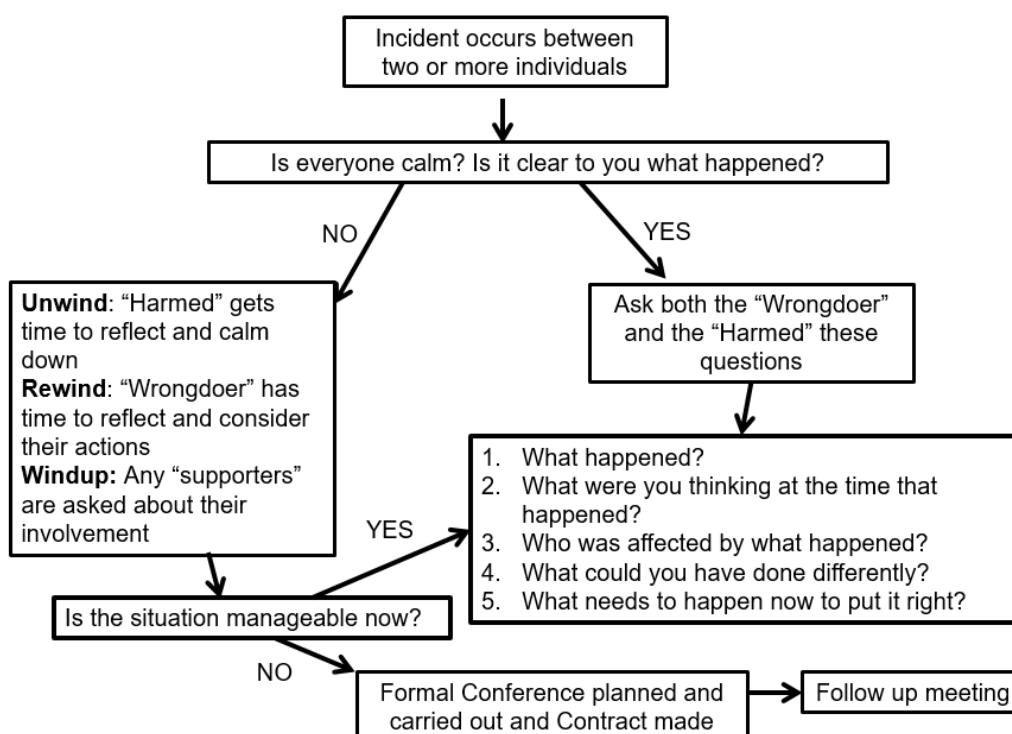 Incident occurs between
two or more individuals
Is everyone calm? Is it clear to you what happened?
NO
YES
Unwind: “Harmed” gets
time to reflect and calm
down
Rewind: “Wrongdoer” has
time to reflect and consider
their actions
Windup: Any “supporters”
are asked about their
involvement
Ask both the “Wrongdoer”
and the “Harmed” these
questions
1. What happened?
2. What were you thinking at the time that
happened?
3. Who was affected by what happened?
4. What could you have done differently?
5. What needs to happen now to put it right?
YES
Is the situation manageable now?
NO
Formal Conference planned and
carried out and Contract made
Follow up meeting